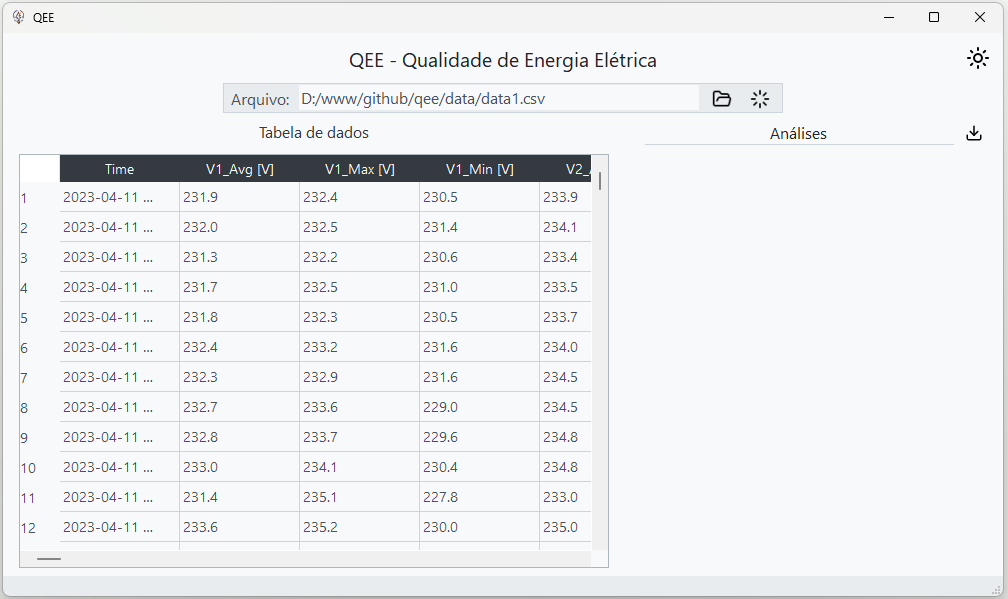 QEE
QEE - Qualidade de Energia Elétrica
Arquivo: D:/www/github/qee/data/data1.csv
Tabela de dados
Análises
Time V1_Avg [V] V1_Max [V] V1_Min [V] V2_
1 2023-04-11 ... 231.9 232.4 230.5 233.9
2 2023-04-11 ... 232.0 232.5 231.4 234.1
3 2023-04-11 ... 231.3 232.2 230.6 233.4
4 2023-04-11 ... 231.7 232.5 231.0 233.5
5 2023-04-11 ... 231.8 232.3 230.5 233.7
6 2023-04-11 ... 232.4 233.2 231.6 234.0
7 2023-04-11 ... 232.3 232.9 231.6 234.5
8 2023-04-11 ... 232.7 233.6 229.0 234.5
9 2023-04-11 ... 232.8 233.7 229.6 234.8
10 2023-04-11 ... 233.0 234.1 230.4 234.8
11 2023-04-11 ... 231.4 235.1 227.8 233.0
12 2023-04-11 ... 233.6 235.2 230.0 235.0